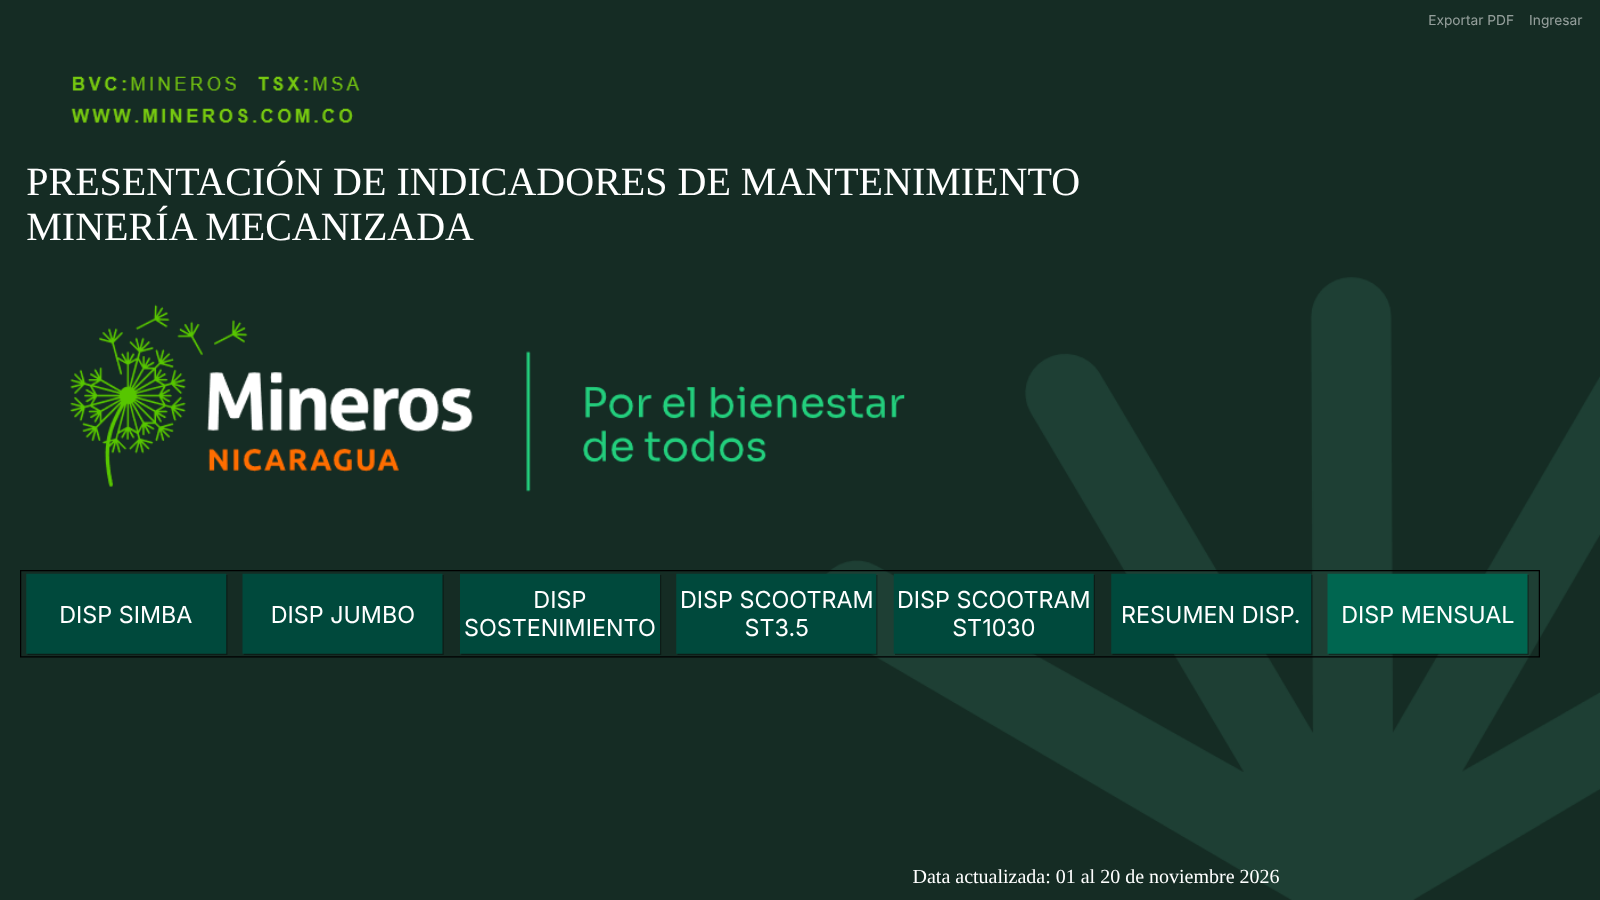 Exportar PDF Ingresar
BVC:MINEROS TSX:MSA
WWW.MINEROS.COM.CO
PRESENTACIÓN DE INDICADORES DE MANTENIMIENTO
MINERÍA MECANIZADA
Mineros
NICARAGUA
Por el bienestar
de todos
DISP SIMBA
DISP JUMBO
DISP
SOSTENIMIENTO
DISP SCOOTRAM
ST3.5
DISP SCOOTRAM
ST1030
RESUMEN DISP.
DISP MENSUAL
Data actualizada: 01 al 20 de noviembre 2026